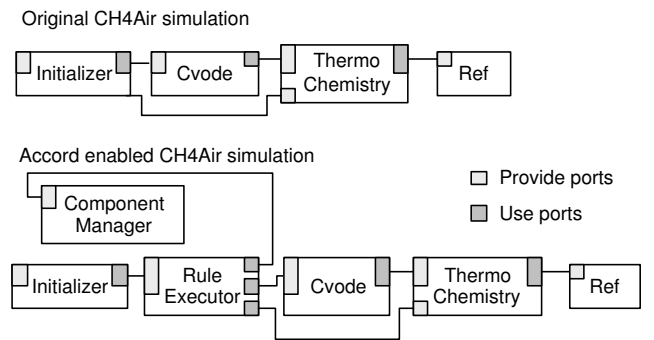 Original CH4Air simulation
Initializer
Cvode
Thermo
Chemistry
Ref
Accord enabled CH4Air simulation
Provide ports
Use ports
Component
Manager
Initializer
Rule
Executor
Cvode
Thermo
Chemistry
Ref